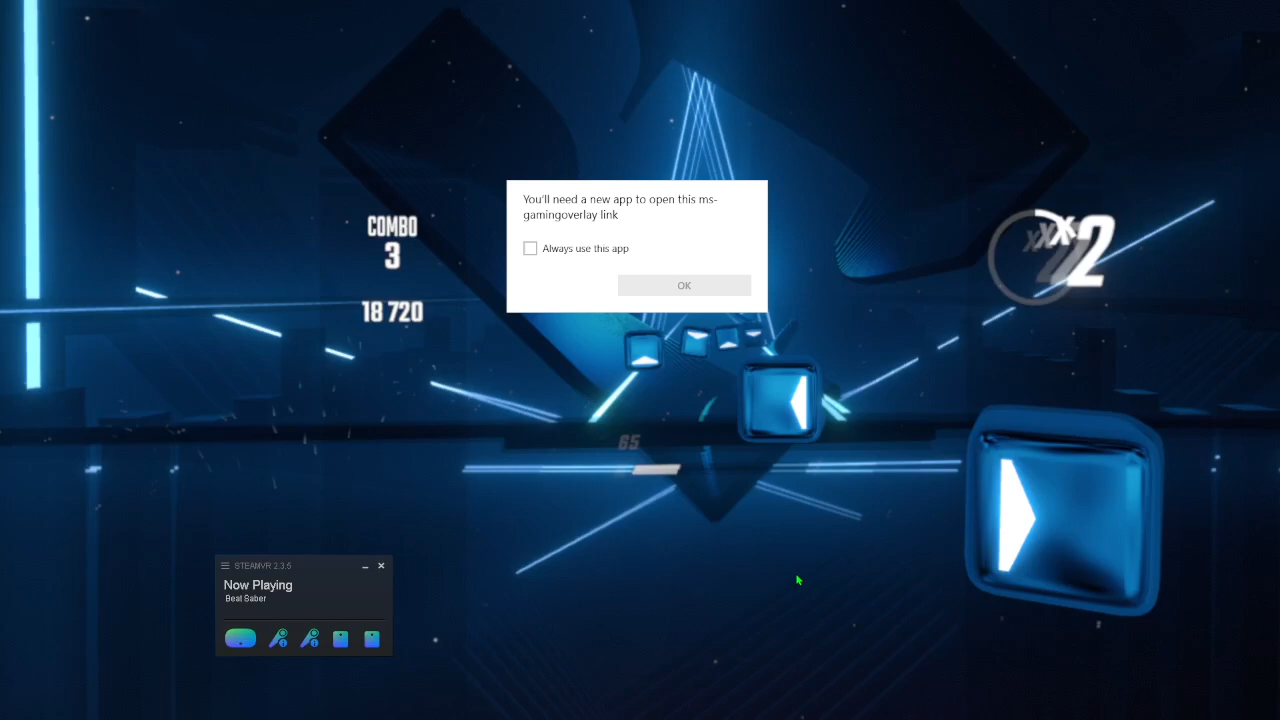 You'll need a new app to open this ms-
gamingoverlay link
Always use this app
OK
COMBO
3
18 720
X2
65
STEAMVR 2.3.5
Now Playing
Beat Saber